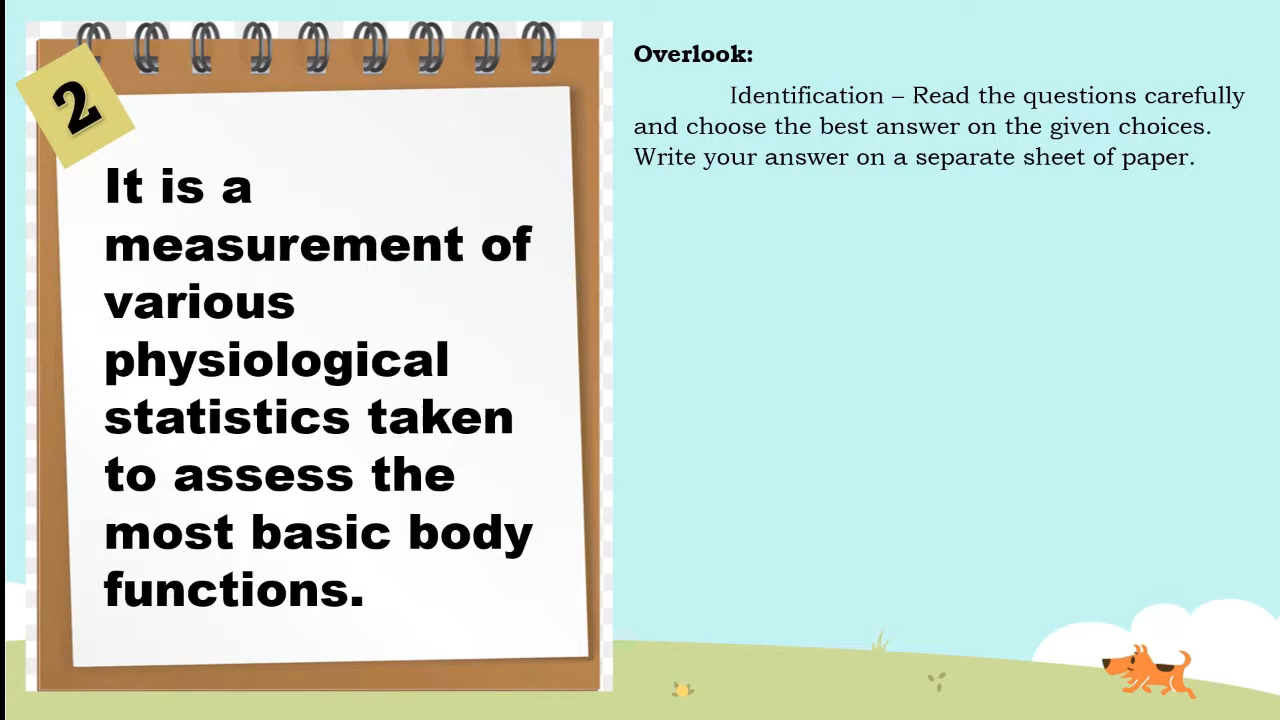 2
It is a
measurement of
various
physiological
statistics taken
to assess the
most basic body
functions.
Overlook:
Identification – Read the questions carefully
and choose the best answer on the given choices.
Write your answer on a separate sheet of paper.